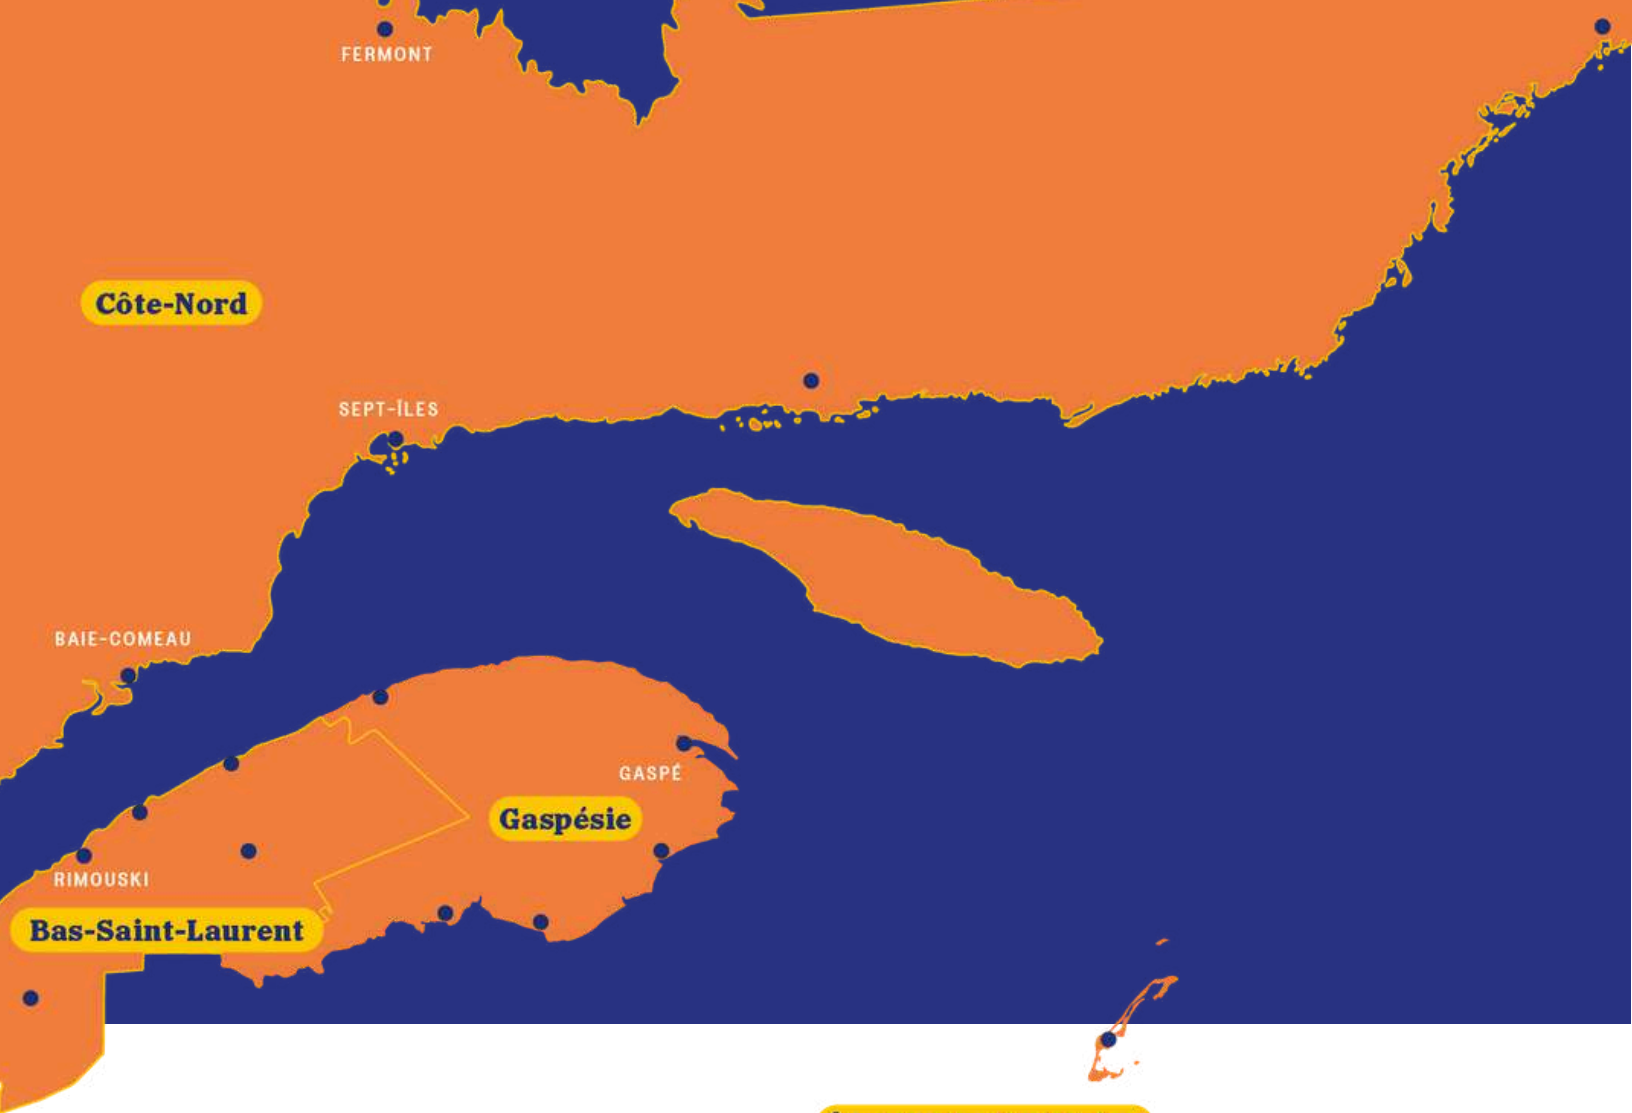 FERMONT
Côte-Nord
SEPT-ÎLES
BAIE-COMEAU
GASPÉ
Gaspésie
RIMOUSKI
Bas-Saint-Laurent